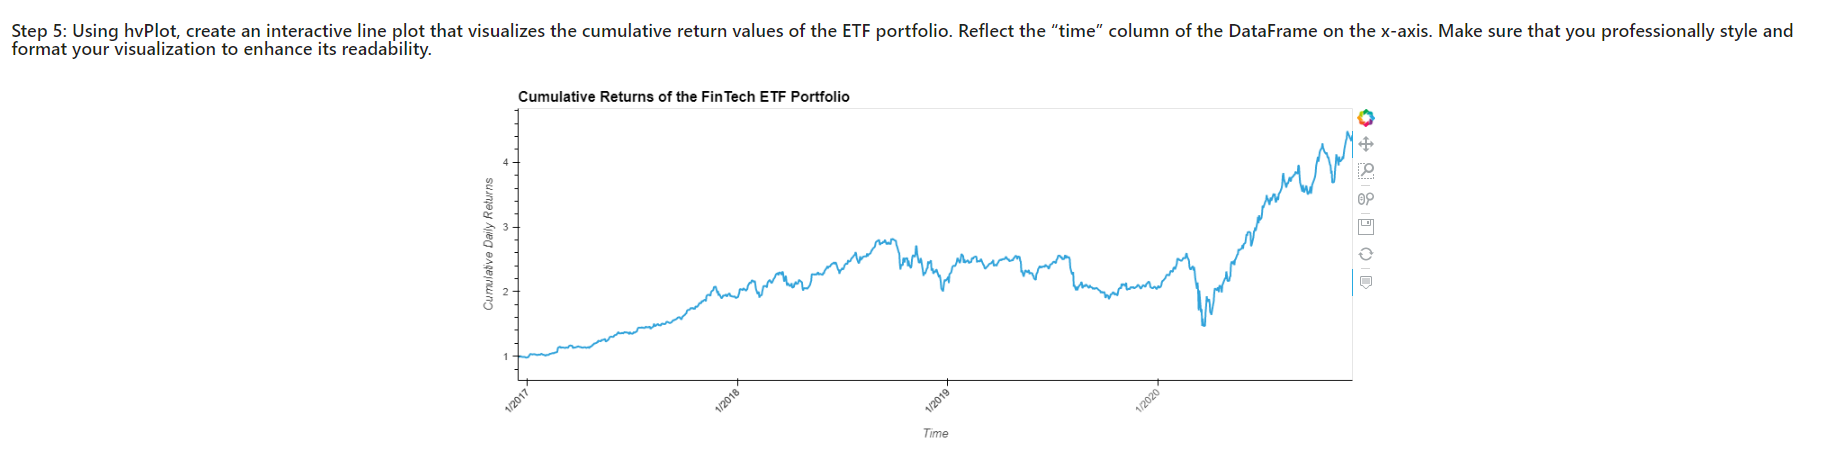 Step 5: Using hvPlot, create an interactive line plot that visualizes the cumulative return values of the ETF portfolio. Reflect the “time” column of the DataFrame on the x-axis. Make sure that you professionally style and
format your visualization to enhance its readability.
Cumulative Returns of the FinTech ETF Portfolio
Cumulative Daily Returns
4
3
2
1
1/2017
1/2018
1/2019
1/2020
Time